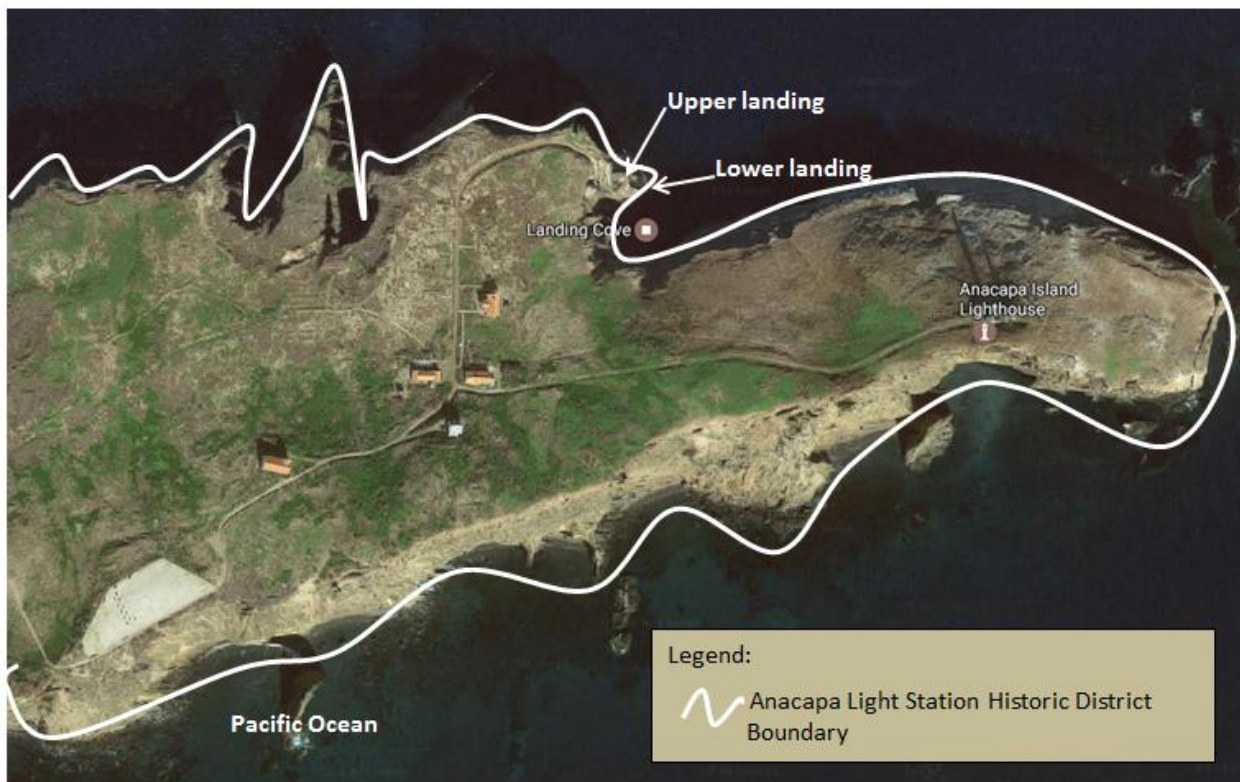 Upper landing
Lower landing
Landing Cove
Anacapa Island
Lighthouse
Legend:
Anacapa Light Station Historic District
Boundary
Pacific Ocean